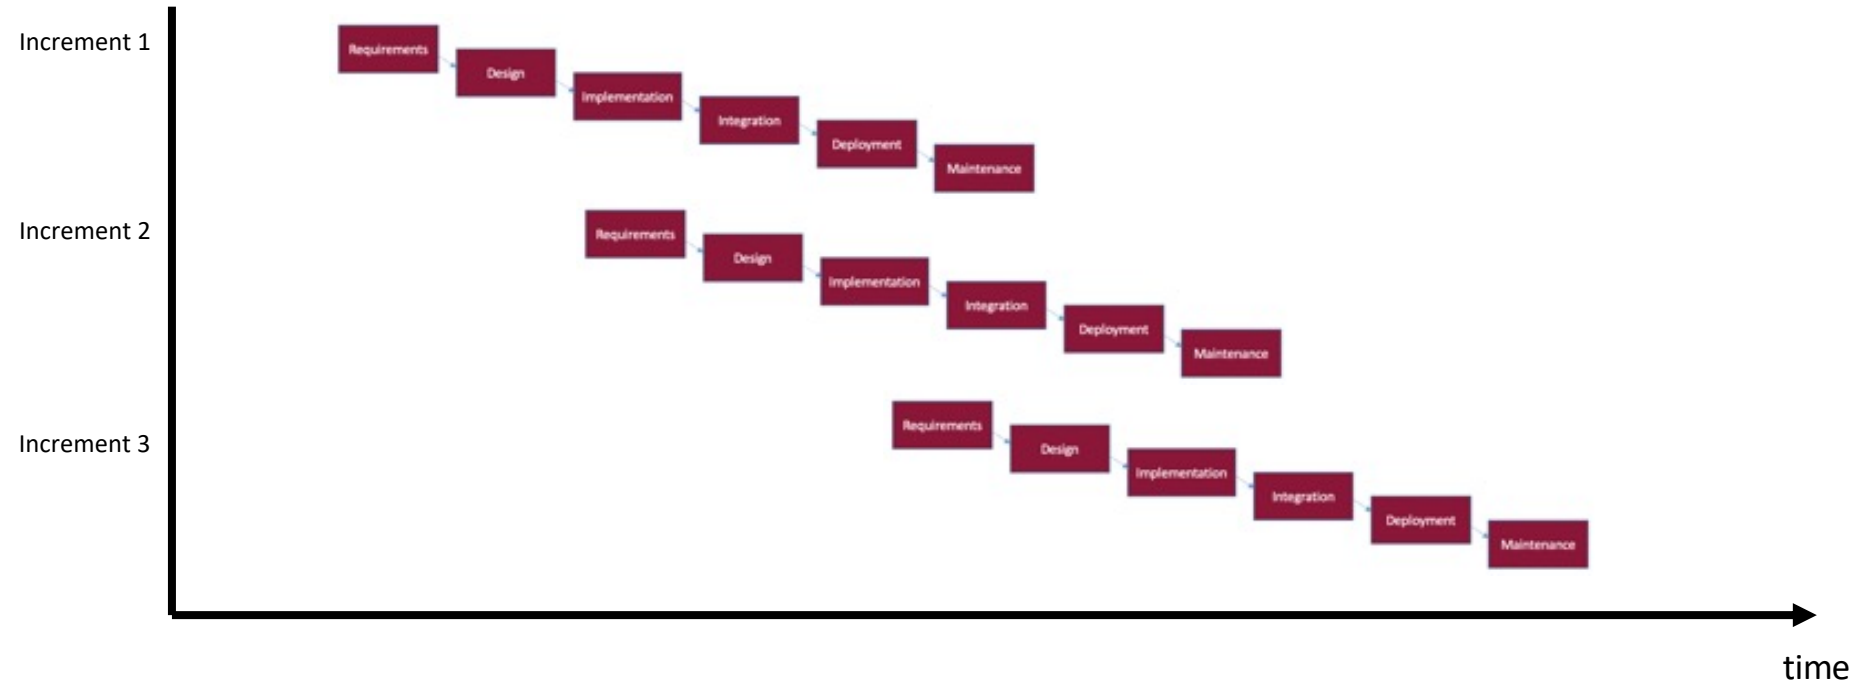 Increment 1
Requirements
Design
Implementation
Integration
Deployment
Maintenance
Increment 2
Requirements
Design
Implementation
Integration
Deployment
Maintenance
Increment 3
Requirements
Design
Implementation
Integration
Deployment
Maintenance
time